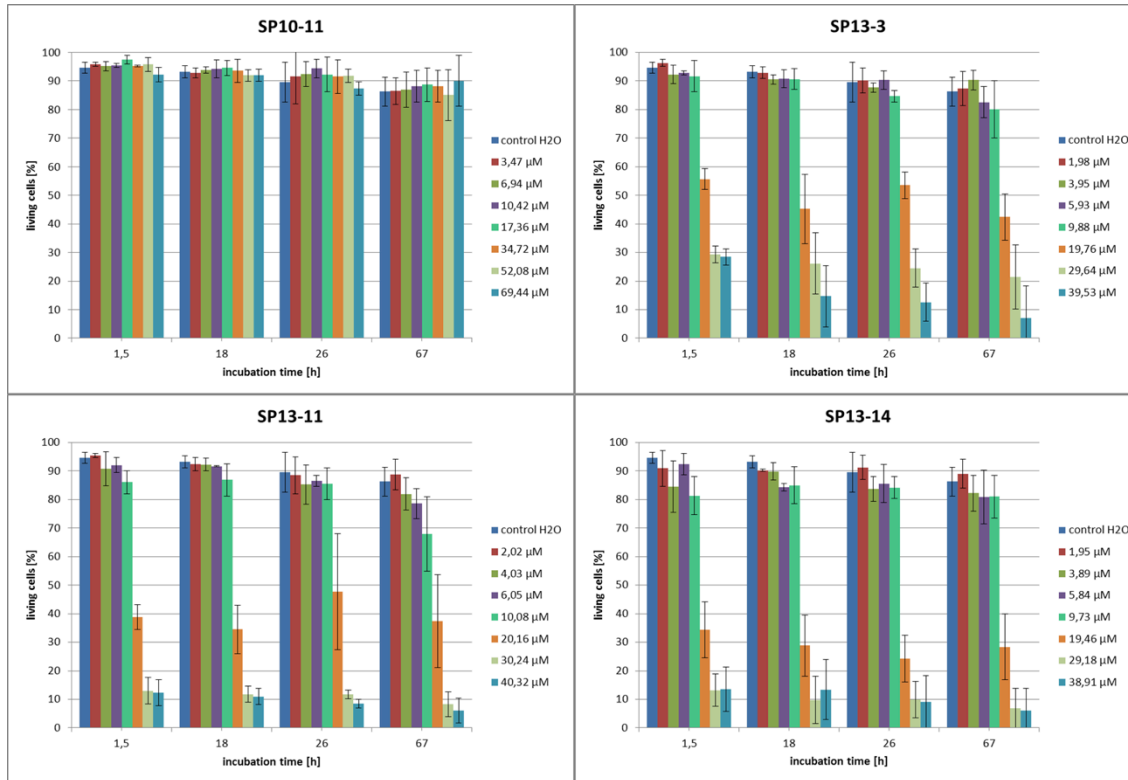 SP10-11
100
90
80
70
60
50
40
30
20
10
0
living cells [%]
1,5 18 26 67
incubation time [h]
control H2O
3,47 µM
6,94 µM
10,42 µM
17,36 µM
34,72 µM
52,08 µM
69,44 µM
SP13-3
100
90
80
70
60
50
40
30
20
10
0
living cells [%]
1,5 18 26 67
incubation time [h]
control H2O
1,98 µM
3,95 µM
5,93 µM
9,88 µM
19,76 µM
29,64 µM
39,53 µM
SP13-11
100
90
80
70
60
50
40
30
20
10
0
living cells [%]
1,5 18 26 67
incubation time [h]
control H2O
2,02 µM
4,03 µM
6,05 µM
10,08 µM
20,16 µM
30,24 µM
40,32 µM
SP13-14
100
90
80
70
60
50
40
30
20
10
0
living cells [%]
1,5 18 26 67
incubation time [h]
control H2O
1,95 µM
3,89 µM
5,84 µM
9,73 µM
19,46 µM
29,18 µM
38,91 µM